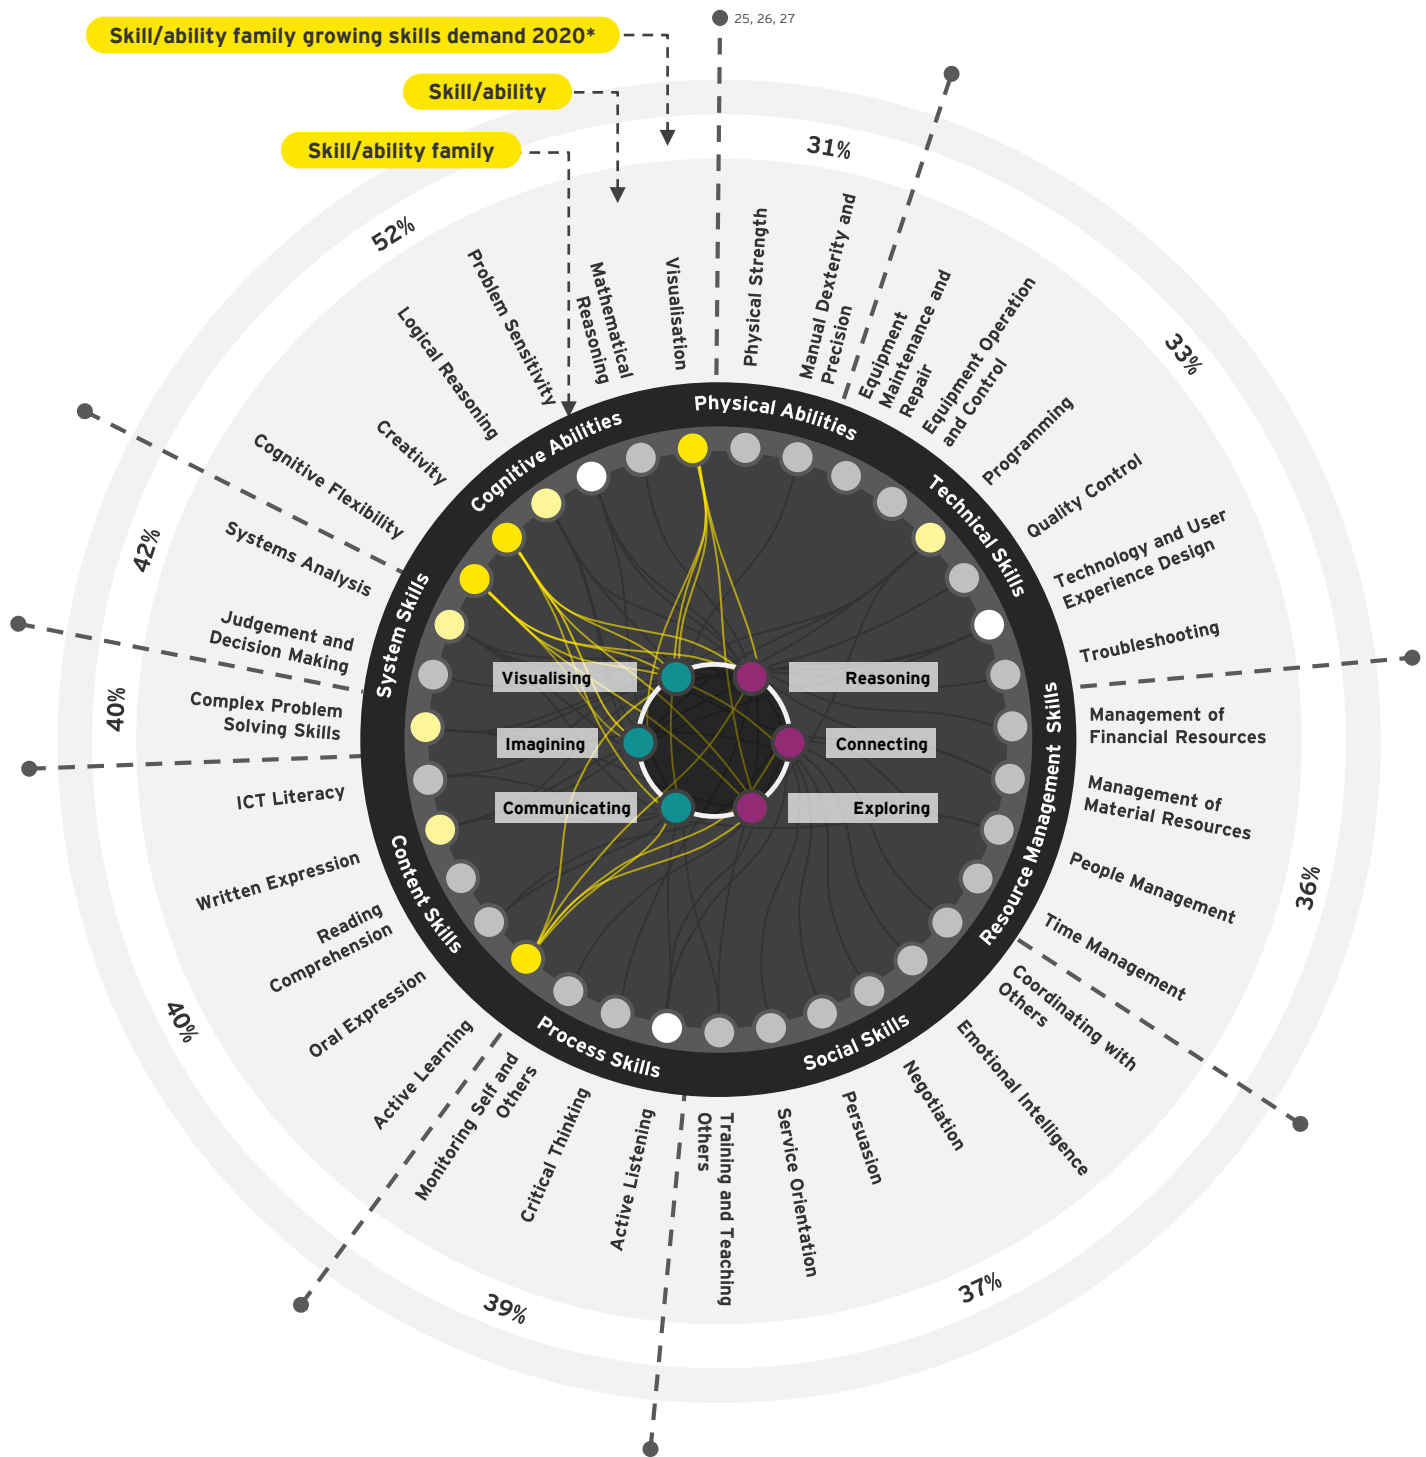 25, 26, 27
Skill/ability family growing skills demand 2020*
Skill/ability
Skill/ability family
31%
33%
36%
37%
39%
40%
40%
42%
52%
Physical Abilities
Physical Strength
Manual Dexterity and
Precision
Technical Skills
Equipment
Maintenance and
Repair
Equipment Operation
and Control
Programming
Quality Control
Technology and User
Experience Design
Troubleshooting
Resource Management Skills
Management of
Financial Resources
Management of
Material Resources
People Management
Time Management
Social Skills
Coordinating with
Others
Emotional Intelligence
Negotiation
Persuasion
Service Orientation
Training and Teaching
Others
Process Skills
Active Listening
Critical Thinking
Monitoring Self and
Others
Content Skills
Active Learning
Oral Expression
Reading
Comprehension
Written Expression
ICT Literacy
Complex Problem
Solving Skills
System Skills
Judgement and
Decision Making
Systems Analysis
Cognitive Abilities
Cognitive Flexibility
Creativity
Logical Reasoning
Problem Sensitivity
Mathematical
Reasoning
Visualisation
Visualising
Reasoning
Imagining
Connecting
Communicating
Exploring